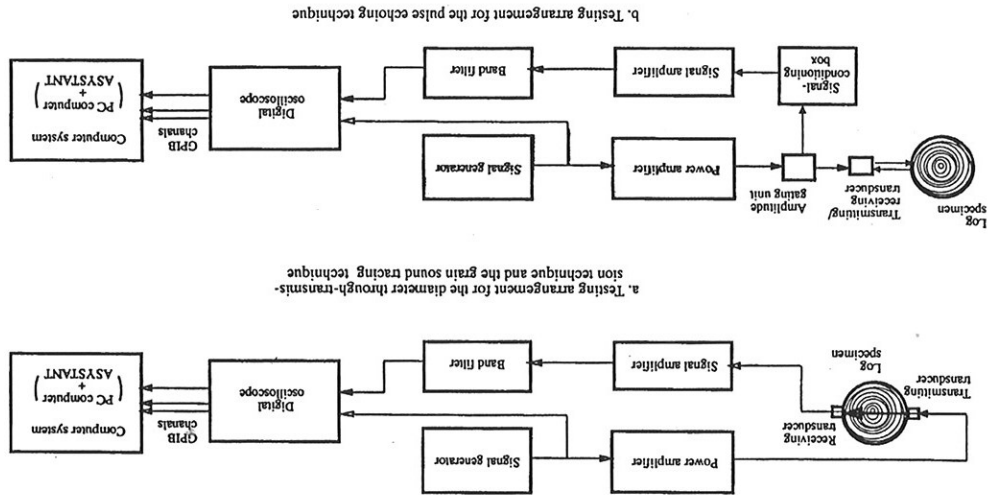 Power amplifier
Signal generator
Transmitting
transducer
Receiving
transducer
Log
specimen
Signal amplifier
Band filter
Digital
oscilloscope
GPIB
chanals
Computer system
( PC computer
+
ASYSTANT )
a. Testing arrangement for the diameter through-transmis-
sion technique and the grain sound tracing technique
Log
specimen
Transmiting/
receiving
transducer
Amplitude
gating unit
Power amplifier
Signal generator
Signal-
conditioning
box
Signal amplifier
Band filter
Digital
oscilloscope
GPIB
chanals
Computer system
( PC computer
+
ASYSTANT )
b. Testing arrangement for the pulse echoing technique